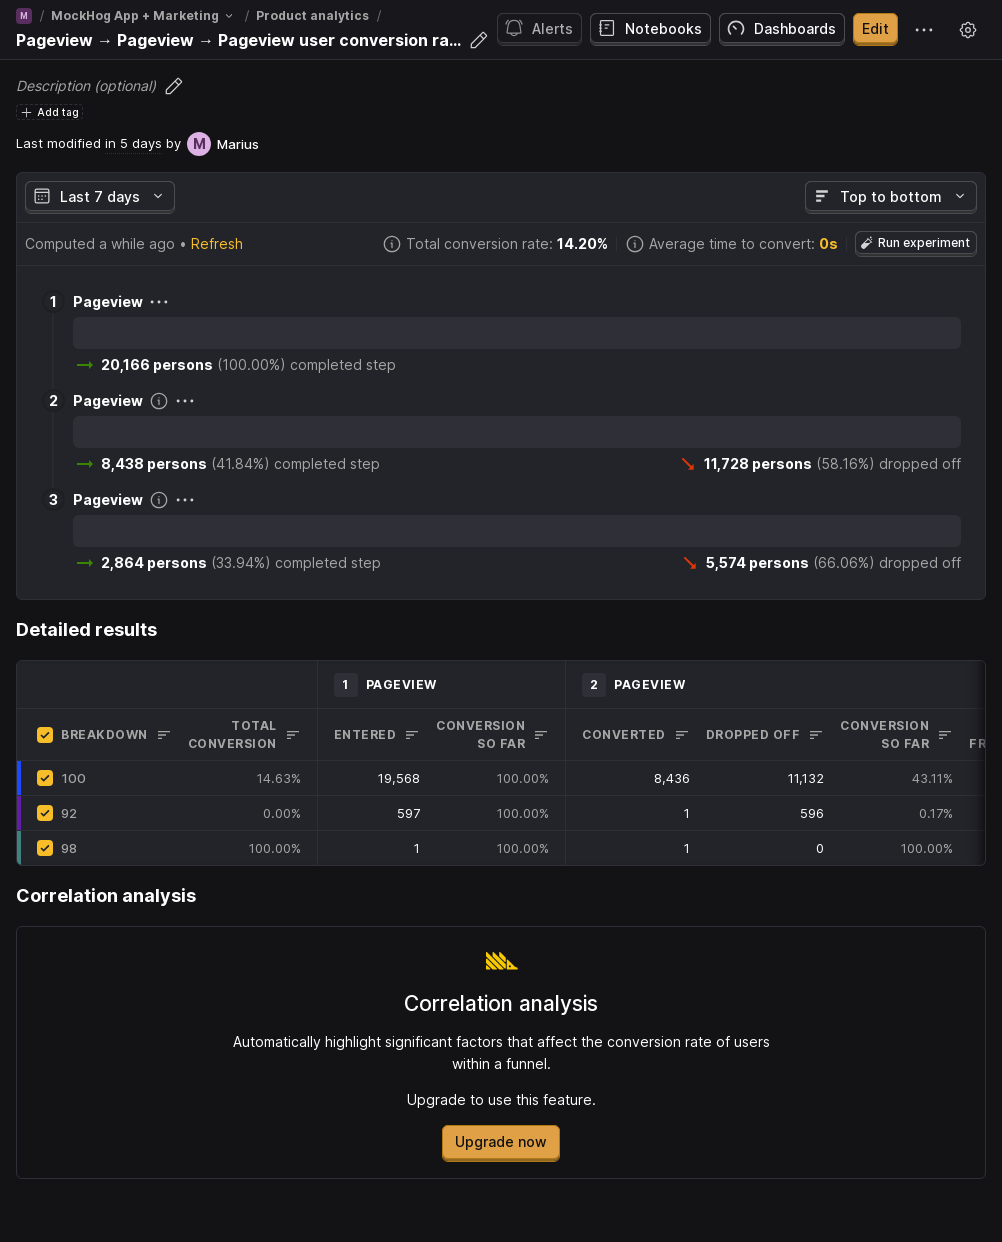 M / MockHog App + Marketing / Product analytics /
Pageview → Pageview → Pageview user conversion ra...
Alerts Notebooks Dashboards Edit
Description (optional)
Add tag
Last modified in 5 days by M Marius
Last 7 days Top to bottom
Computed a while ago • Refresh Total conversion rate: 14.20% Average time to convert: 0s Run experiment
1 Pageview
20,166 persons (100.00%) completed step
2 Pageview
8,438 persons (41.84%) completed step 11,728 persons (58.16%) dropped off
3 Pageview
2,864 persons (33.94%) completed step 5,574 persons (66.06%) dropped off
Detailed results
1 PAGEVIEW 2 PAGEVIEW
BREAKDOWN TOTAL CONVERSION ENTERED CONVERSION SO FAR CONVERTED DROPPED OFF CONVERSION SO FAR
100 14.63% 19,568 100.00% 8,436 11,132 43.11%
92 0.00% 597 100.00% 1 596 0.17%
98 100.00% 1 100.00% 1 0 100.00%
Correlation analysis
Correlation analysis
Automatically highlight significant factors that affect the conversion rate of users
within a funnel.
Upgrade to use this feature.
Upgrade now